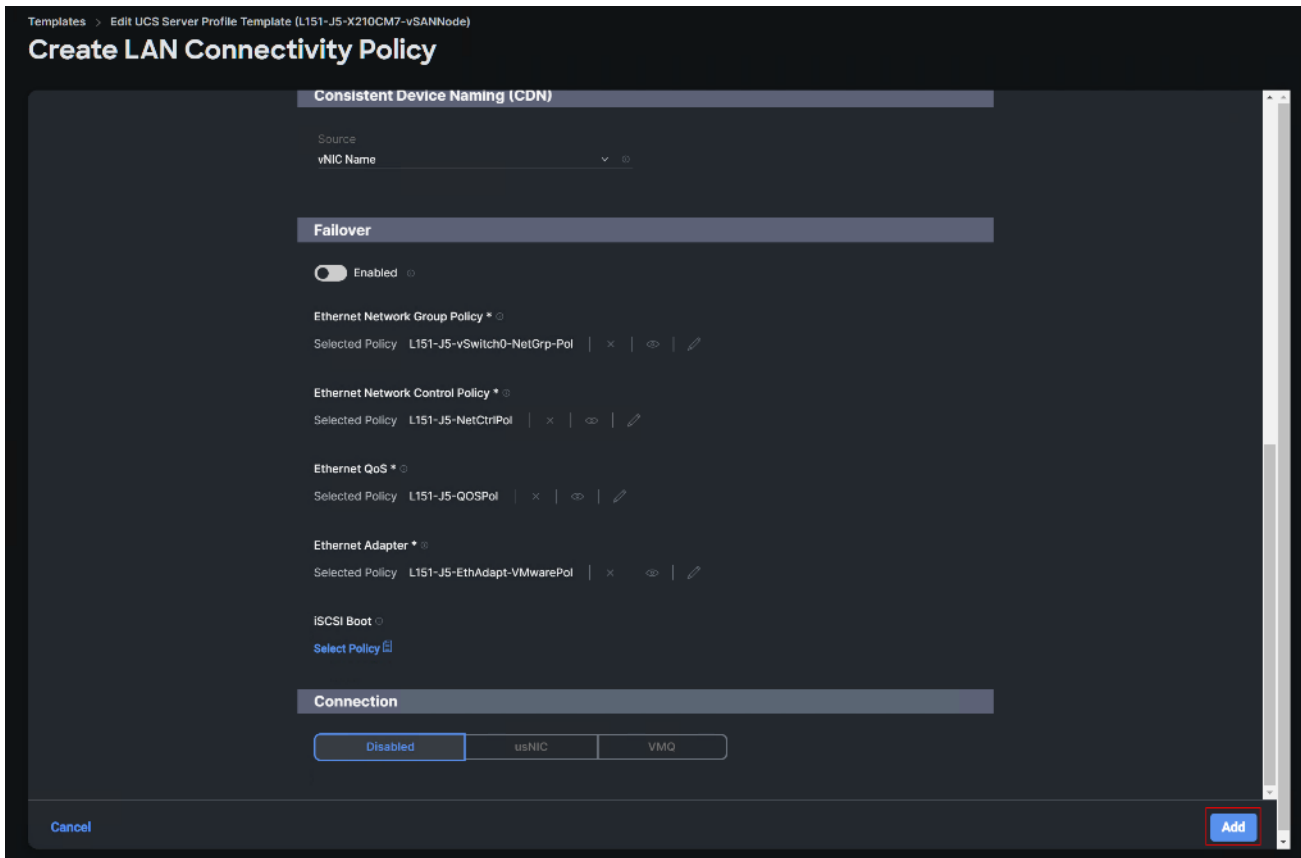 Templates > Edit UCS Server Profile Template (L151-J5-X210CM7-vSANNode)
Create LAN Connectivity Policy
Consistent Device Naming (CDN)
Source
vNIC Name
Failover
Enabled
Ethernet Network Group Policy *
Selected Policy L151-J5-vSwitch0-NetGrp-Pol
Ethernet Network Control Policy *
Selected Policy L151-J5-NetCtrlPol
Ethernet QoS *
Selected Policy L151-J5-QOSPol
Ethernet Adapter *
Selected Policy L151-J5-EthAdapt-VMwarePol
iSCSI Boot
Select Policy
Connection
Disabled usNIC VMQ
Cancel Add